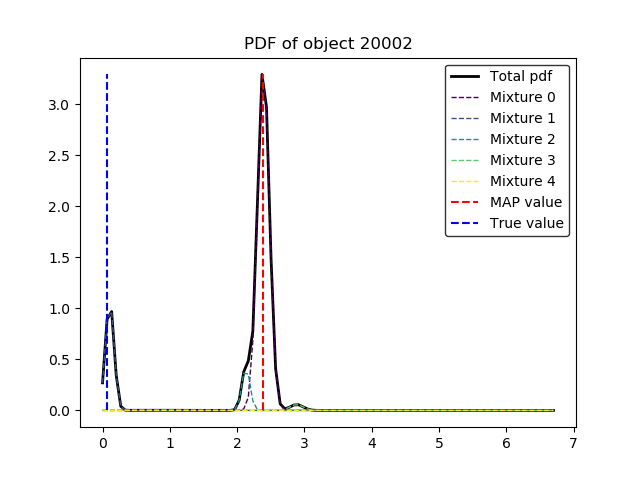 PDF of object 20002
Total pdf
Mixture 0
Mixture 1
Mixture 2
Mixture 3
Mixture 4
MAP value
True value
3.0
2.5
2.0
1.5
1.0
0.5
0.0
0 1 2 3 4 5 6 7